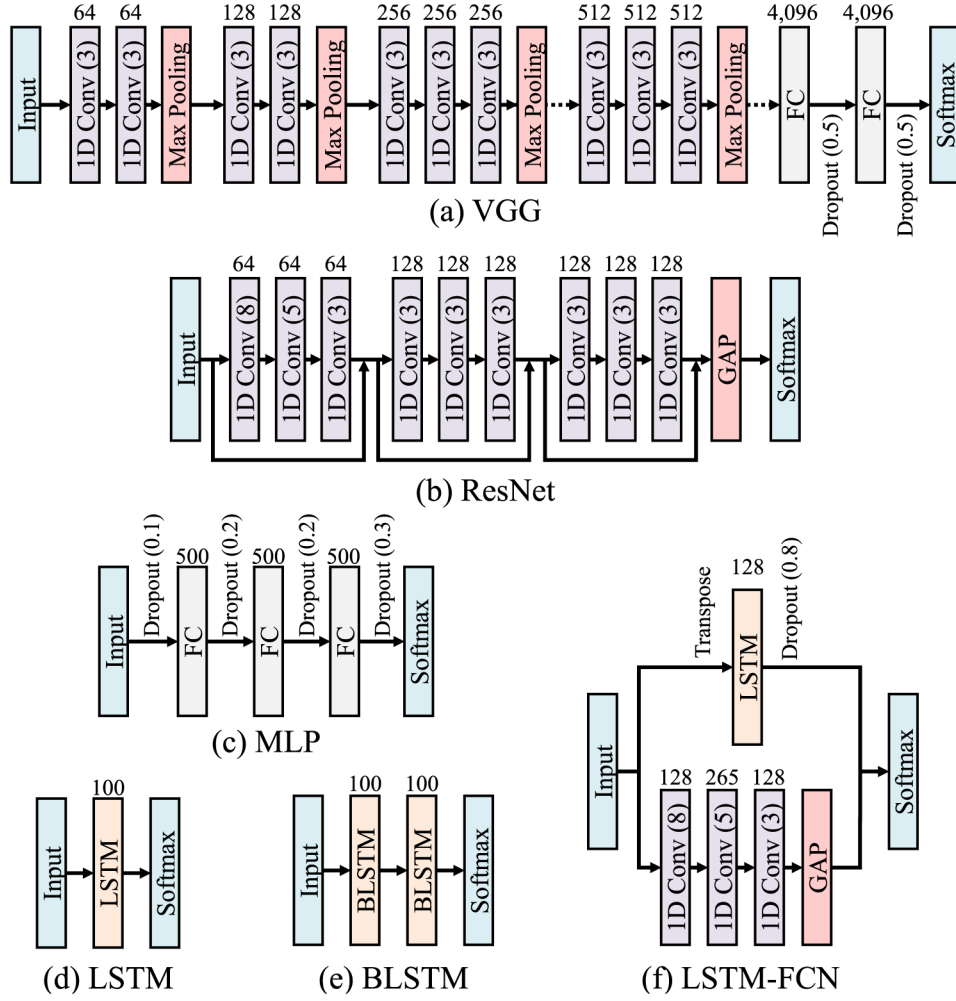 64 64 128 128 256 256 256 512 512 512 4,096 4,096
Input
1D Conv (3)
1D Conv (3)
Max Pooling
1D Conv (3)
1D Conv (3)
Max Pooling
1D Conv (3)
1D Conv (3)
1D Conv (3)
Max Pooling
1D Conv (3)
1D Conv (3)
1D Conv (3)
Max Pooling
FC
Dropout (0.5)
FC
Dropout (0.5)
Softmax
(a) VGG
64 64 64 128 128 128 128 128 128
Input
1D Conv (8)
1D Conv (5)
1D Conv (3)
1D Conv (3)
1D Conv (3)
1D Conv (3)
1D Conv (3)
1D Conv (3)
1D Conv (3)
GAP
Softmax
(b) ResNet
500 500 500
Input
Dropout (0.1)
FC
Dropout (0.2)
FC
Dropout (0.2)
FC
Dropout (0.3)
Softmax
(c) MLP
100
Input
LSTM
Softmax
(d) LSTM
100 100
Input
BLSTM
BLSTM
Softmax
(e) BLSTM
Input
Transpose
128
LSTM
Dropout (0.8)
128 265 128
1D Conv (8)
1D Conv (5)
1D Conv (3)
GAP
Softmax
(f) LSTM-FCN